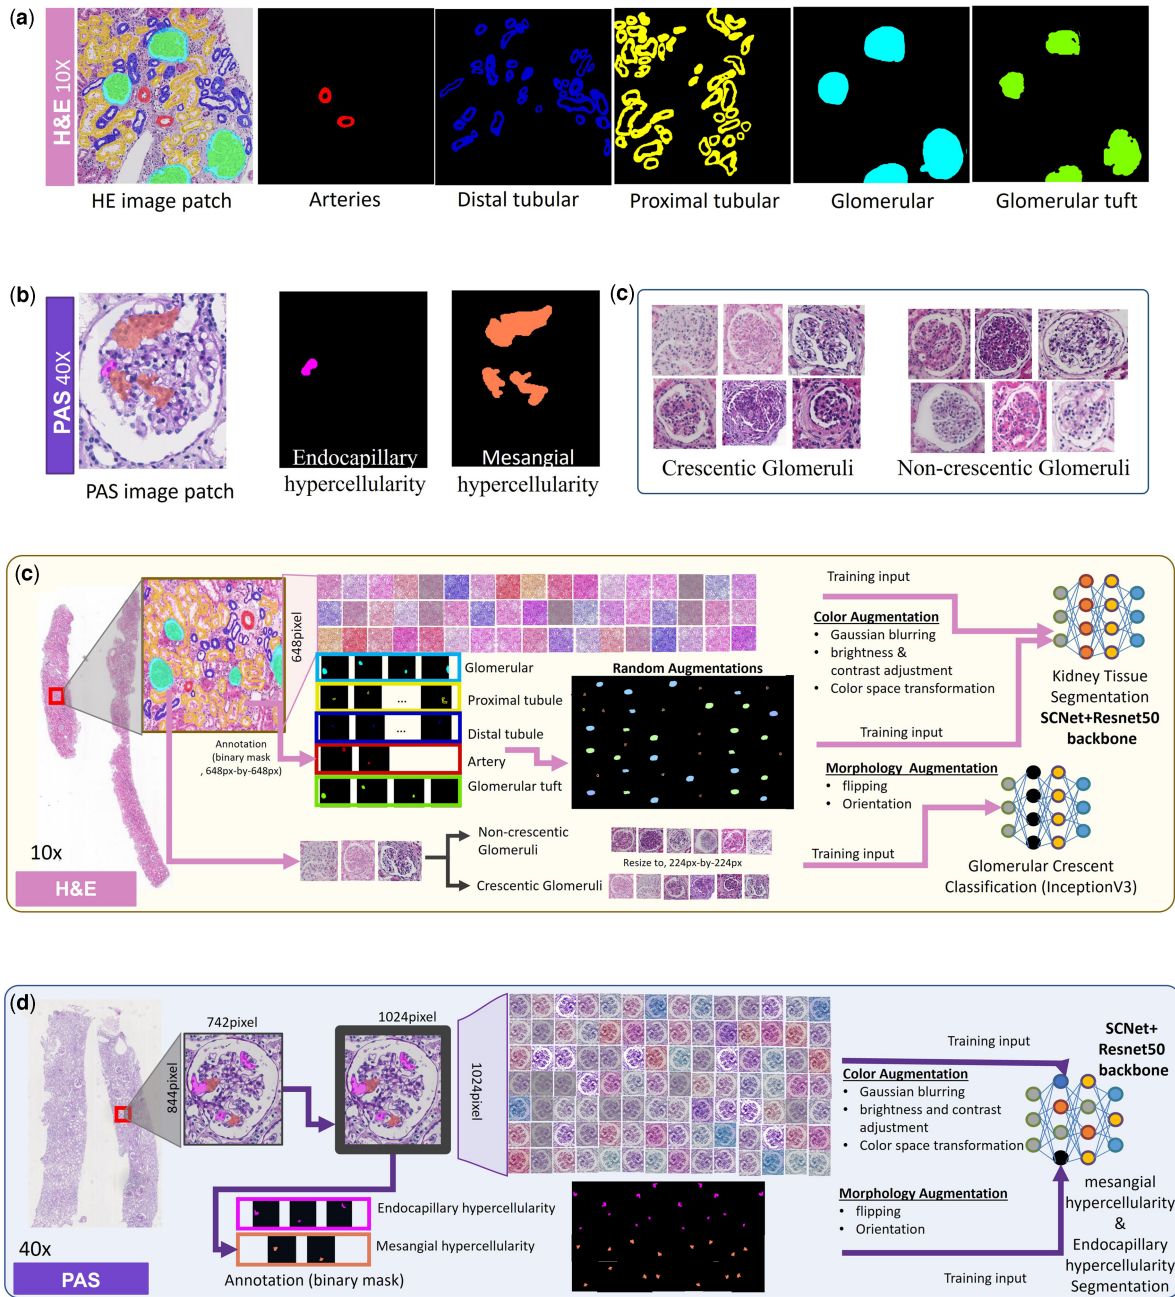 (a)
H&E 10X
HE image patch
Arteries
Distal tubular
Proximal tubular
Glomerular
Glomerular tuft
(b)
PAS 40X
PAS image patch
Endocapillary
hypercellularity
Mesangial
hypercellularity
(c)
Crescentic Glomeruli
Non-crescentic Glomeruli
(c)
648pixel
Annotation
(binary mask
, 648px-by-648px)
Glomerular
Proximal tubule
...
Distal tubule
...
Artery
Glomerular tuft
Random Augmentations
Non-crescentic
Glomeruli
Crescentic Glomeruli
Resize to, 224px-by-224px
10x
H&E
Training input
Color Augmentation
• Gaussian blurring
• brightness &
contrast adjustment
• Color space transformation
Training input
Morphology Augmentation
• flipping
• Orientation
Training input
Kidney Tissue
Segmentation
SCNet+Resnet50
backbone
Glomerular Crescent
Classification (InceptionV3)
(d)
742pixel
844pixel
1024pixel
1024pixel
Endocapillary hypercellularity
Mesangial hypercellularity
Annotation (binary mask)
40x
PAS
Training input
Color Augmentation
• Gaussian blurring
• brightness and contrast
adjustment
• Color space transformation
Morphology Augmentation
• flipping
• Orientation
Training input
SCNet+
Resnet50
backbone
mesangial
hypercellularity
&
Endocapillary
hypercellularity
Segmentation